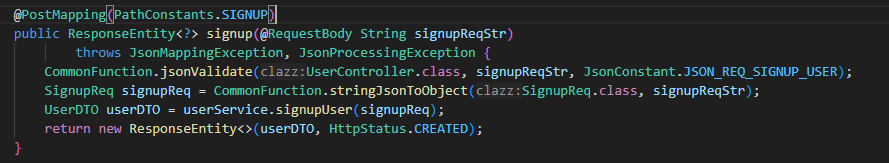 @PostMapping(PathConstants.SIGNUP)
public ResponseEntity<?> signup(@RequestBody String signupReqStr)
        throws JsonMappingException, JsonProcessingException {
    CommonFunction.jsonValidate(clazz:UserController.class, signupReqStr, JsonConstant.JSON_REQ_SIGNUP_USER);
    SignupReq signupReq = CommonFunction.stringJsonToObject(clazz:SignupReq.class, signupReqStr);
    UserDTO userDTO = userService.signupUser(signupReq);
    return new ResponseEntity<>(userDTO, HttpStatus.CREATED);
}